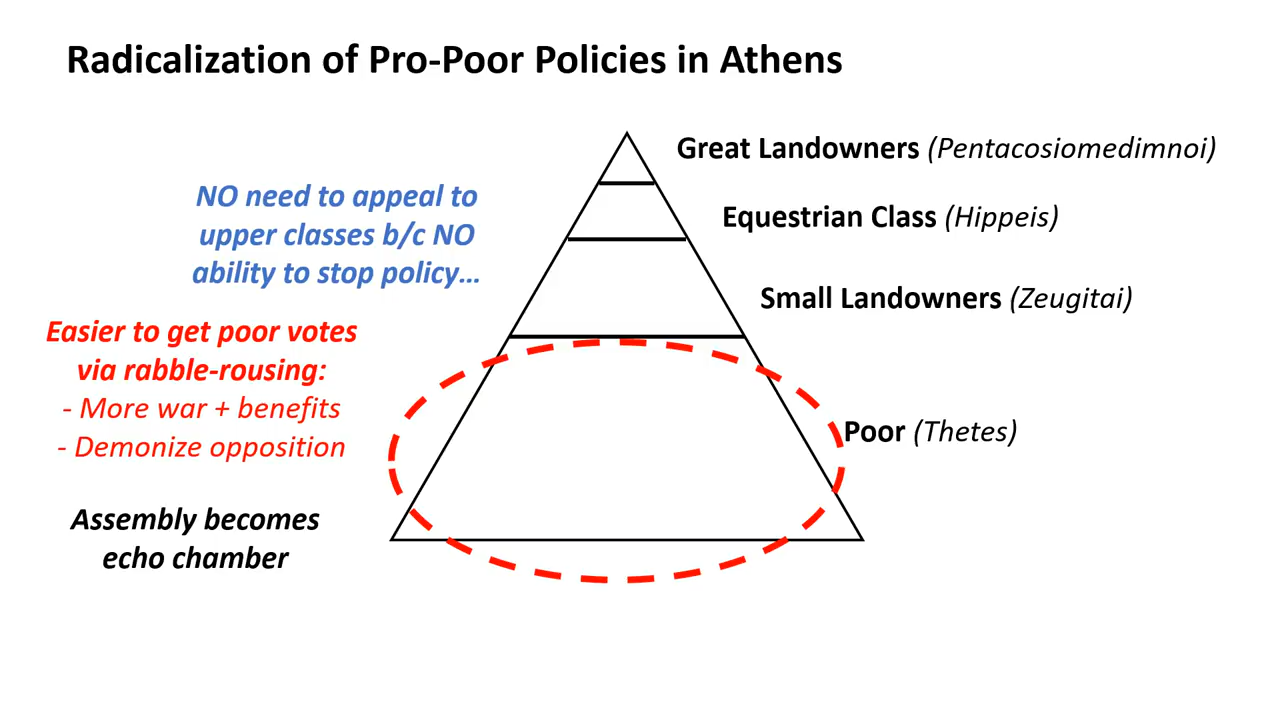 Radicalization of Pro-Poor Policies in Athens
Great Landowners (Pentacosiomedimnoi)
NO need to appeal to
upper classes b/c NO
ability to stop policy…
Equestrian Class (Hippeis)
Small Landowners (Zeugitai)
Easier to get poor votes
via rabble-rousing:
- More war + benefits
- Demonize opposition
Poor (Thetes)
Assembly becomes
echo chamber